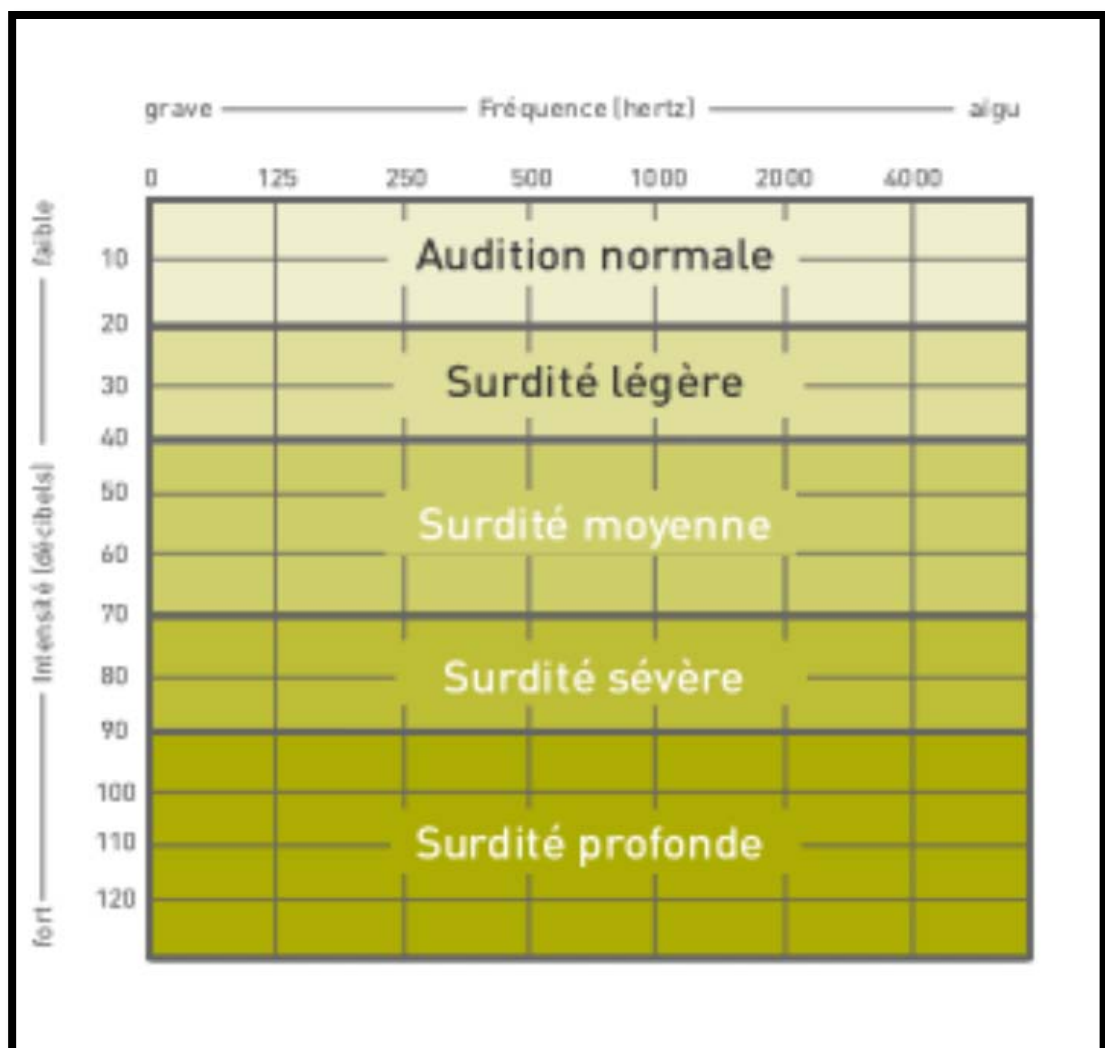 grave Fréquence (hertz) aigu
0 125 250 500 1000 2000 4000
faible
Intensité (décibels)
fort
10
Audition normale
20
30
Surdité légère
40
50
Surdité moyenne
60
70
80
Surdité sévère
90
100
110
Surdité profonde
120